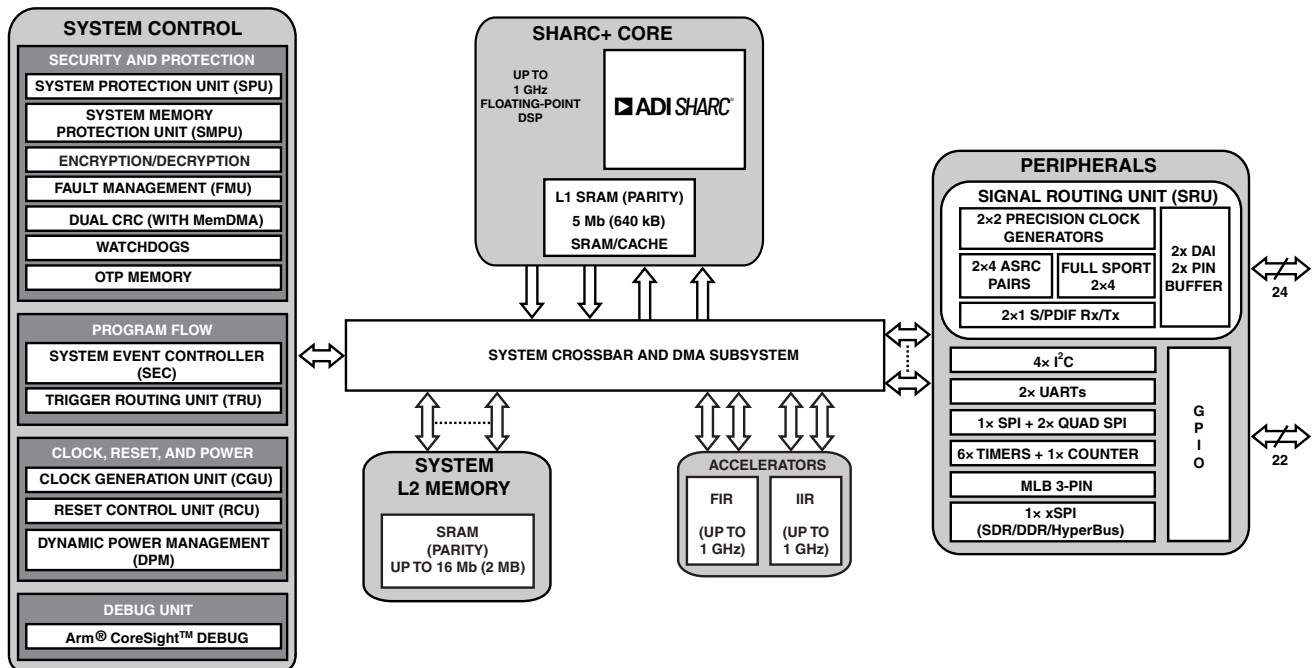 SYSTEM CONTROL
SECURITY AND PROTECTION
SYSTEM PROTECTION UNIT (SPU)
SYSTEM MEMORY
PROTECTION UNIT (SMPU)
ENCRYPTION/DECRYPTION
FAULT MANAGEMENT (FMU)
DUAL CRC (WITH MemDMA)
WATCHDOGS
OTP MEMORY
PROGRAM FLOW
SYSTEM EVENT CONTROLLER
(SEC)
TRIGGER ROUTING UNIT (TRU)
CLOCK, RESET, AND POWER
CLOCK GENERATION UNIT (CGU)
RESET CONTROL UNIT (RCU)
DYNAMIC POWER MANAGEMENT
(DPM)
DEBUG UNIT
Arm® CoreSight™ DEBUG
SHARC+ CORE
UP TO
1 GHz
FLOATING-POINT
DSP
ADI SHARC®
L1 SRAM (PARITY)
5 Mb (640 kB)
SRAM/CACHE
SYSTEM CROSSBAR AND DMA SUBSYSTEM
SYSTEM
L2 MEMORY
SRAM
(PARITY)
UP TO 16 Mb (2 MB)
ACCELERATORS
FIR
(UP TO
1 GHz)
IIR
(UP TO
1 GHz)
PERIPHERALS
SIGNAL ROUTING UNIT (SRU)
2×2 PRECISION CLOCK
GENERATORS
2×4 ASRC
PAIRS
FULL SPORT
2×4
2×1 S/PDIF Rx/Tx
2x DAI
2x PIN
BUFFER
24
4× I²C
2× UARTs
1× SPI + 2× QUAD SPI
6× TIMERS + 1× COUNTER
MLB 3-PIN
1× xSPI
(SDR/DDR/HyperBus)
GPIO
22